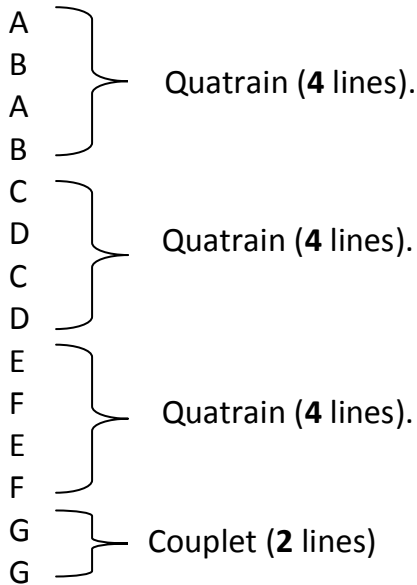 A
B
A
B
Quatrain (4 lines).
C
D
C
D
Quatrain (4 lines).
E
F
E
F
Quatrain (4 lines).
G
G
Couplet (2 lines)